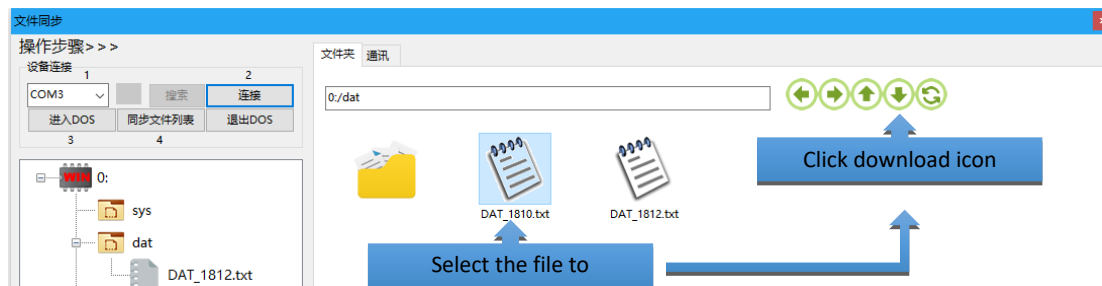 文件同步
操作步骤>>>
设备连接
1
2
COM3
搜索
连接
进入DOS
同步文件列表
退出DOS
3
4
WIN
0:
sys
dat
DAT_1812.txt
文件夹
通讯
0:/dat
Click download icon
DAT_1810.txt
DAT_1812.txt
Select the file to